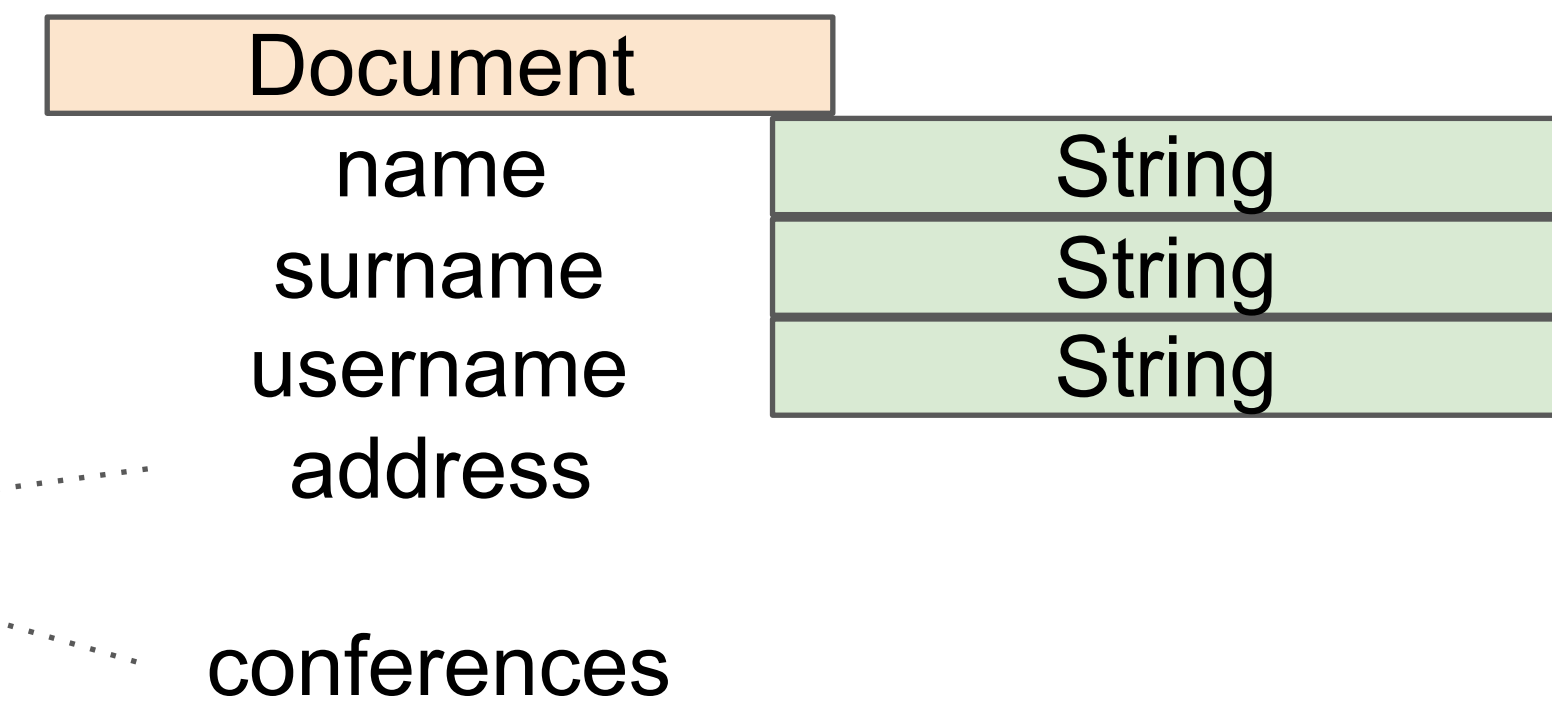 Document
name String
surname String
username String
address
conferences